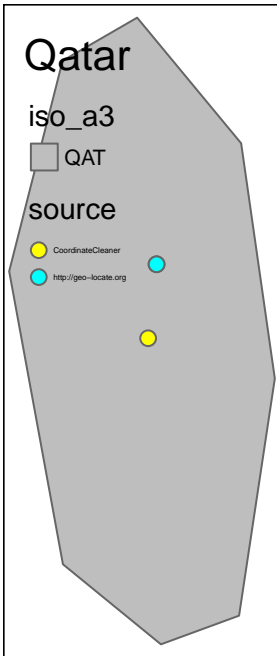 Qatar
iso_a3
QAT
source
CoordinateCleaner
http://geo−locate.org